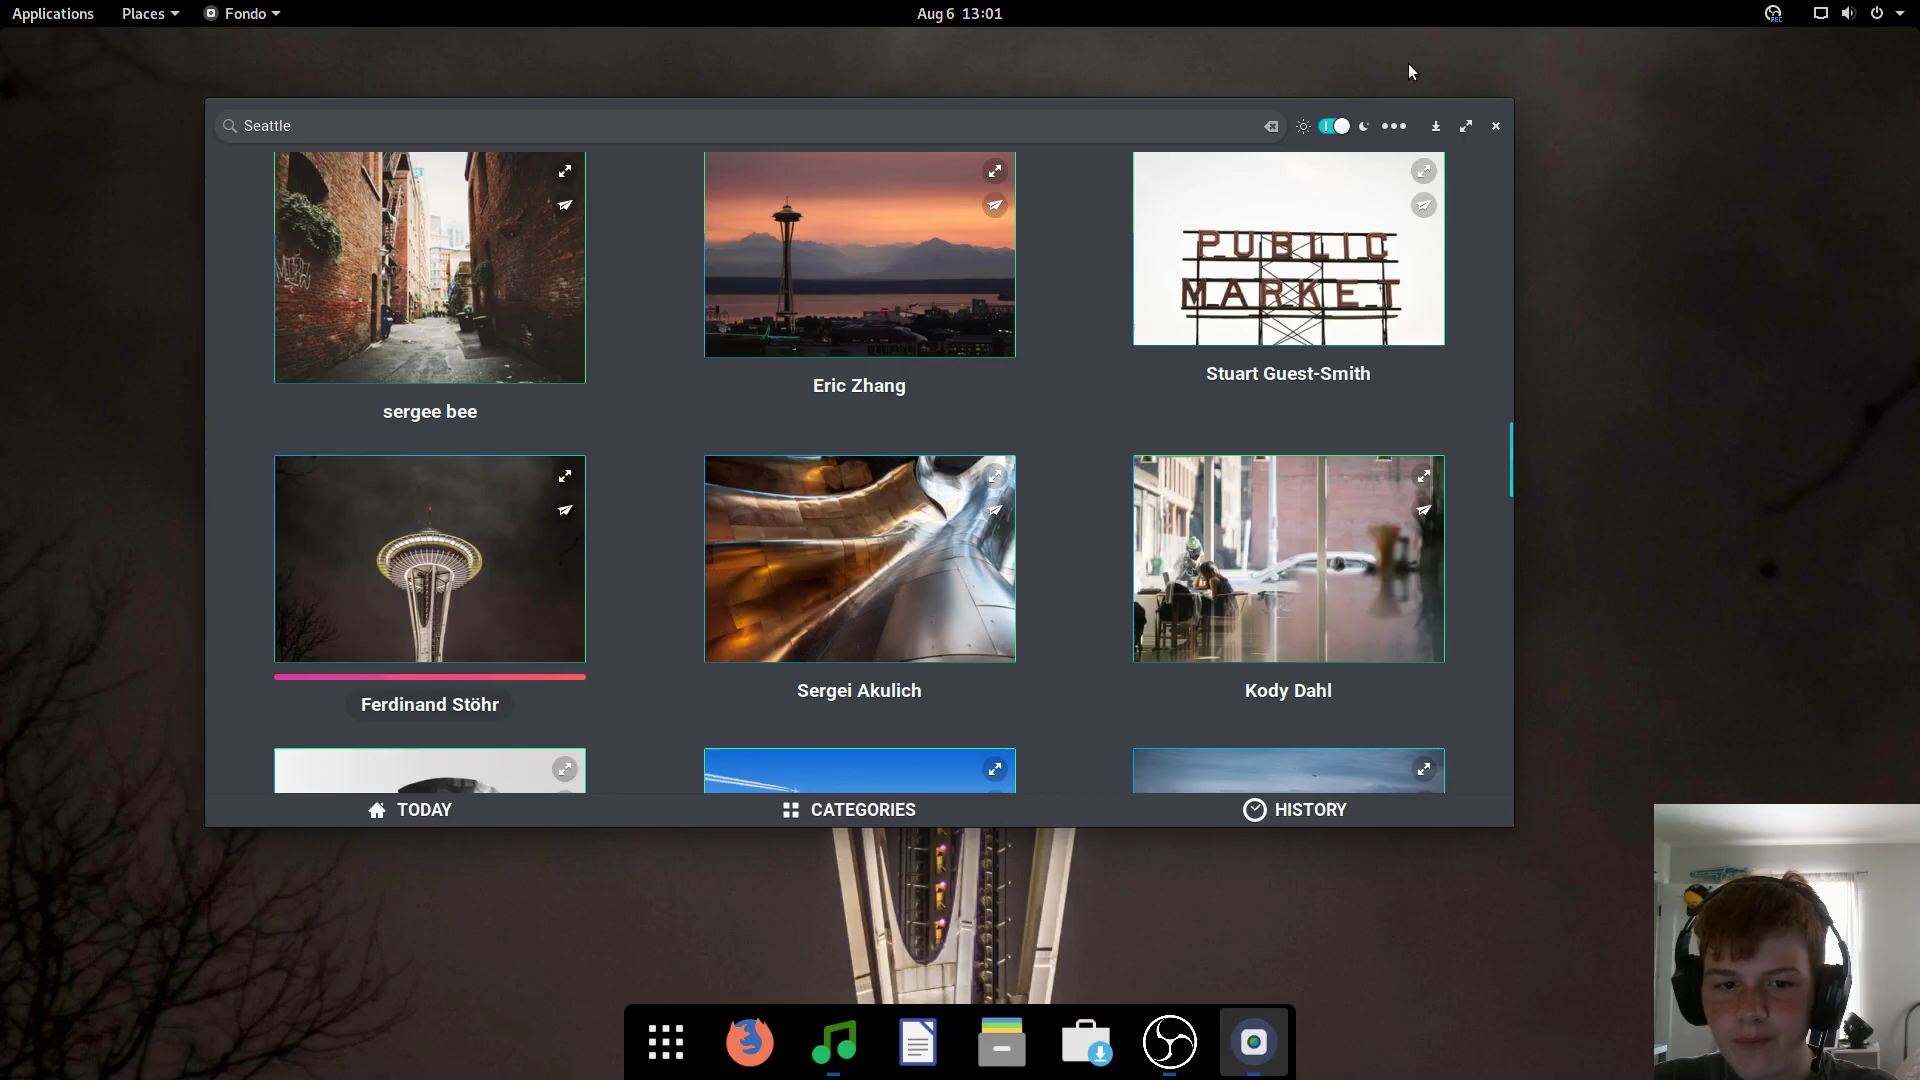 Applications Places Fondo Aug 6 13:01
REC
Seattle
PUBLIC
MARKET
sergee bee
Eric Zhang
Stuart Guest-Smith
Ferdinand Stöhr
Sergei Akulich
Kody Dahl
TODAY CATEGORIES HISTORY